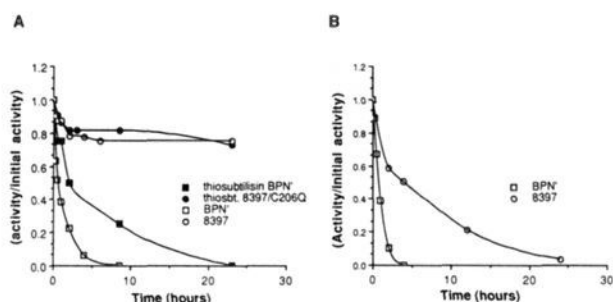 A
B
(activity/initial activity)
1.2
1.0
0.8
0.6
0.4
0.2
0.0
0
10
20
30
Time (hours)
thiosubtilisin BPN'
thiosbt. 8397/C206Q
BPN'
8397
(Activity/initial activity)
1.2
1.0
0.8
0.6
0.4
0.2
0.0
0
10
20
30
Time (hours)
BPN'
8397